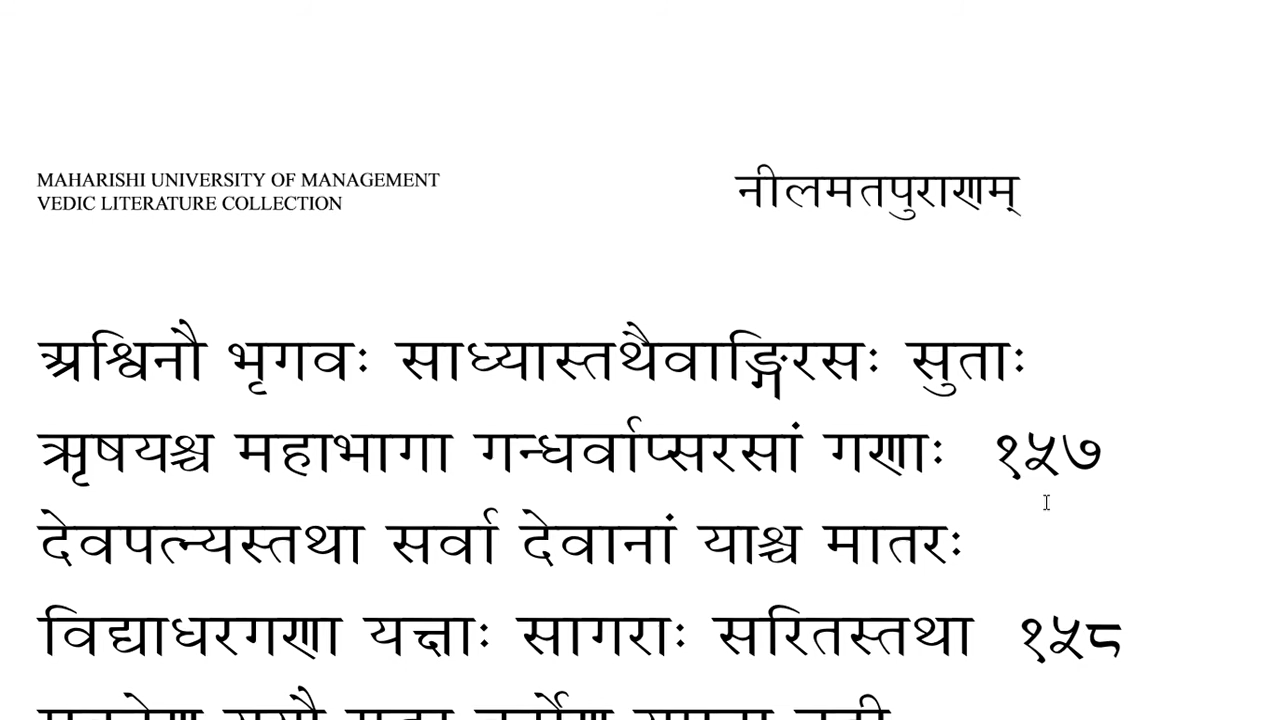 MAHARISHI UNIVERSITY OF MANAGEMENT
VEDIC LITERATURE COLLECTION
नीलमतपुराणम्
अश्विनौ भृगवः साध्यास्तथैवाङ्गिरसः सुताः
ऋषयश्च महाभागा गन्धर्वाप्सरसां गणाः १५७
देवपत्न्यस्तथा सर्वा देवानां याश्च मातरः
विद्याधरगणा यक्षाः सागराः सरितस्तथा १५८